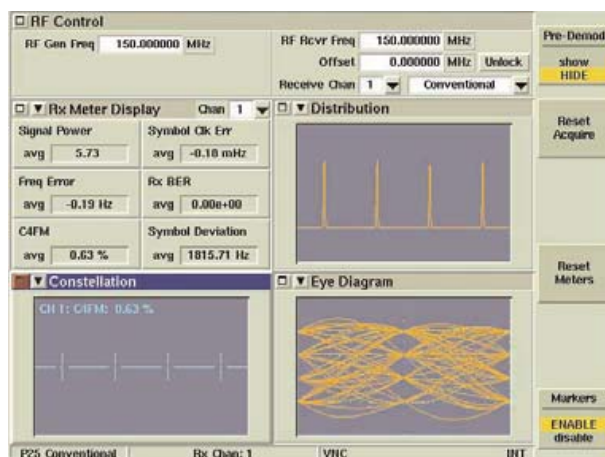 RF Control
RF Gen Freq 150.000000 MHz
RF Rcvr Freq 150.000000 MHz
Offset 0.000000 MHz Unlock
Receive Chan 1 Conventional
Rx Meter Display Chan 1
Signal Power
avg 5.73
Symbol Clk Err
avg -0.18 mHz
Freq Error
avg -0.19 Hz
Rx BER
avg 0.00e+00
C4FM
avg 0.63 %
Symbol Deviation
avg 1815.71 Hz
Distribution
Constellation
CH 1: C4FM: 0.63 %
Eye Diagram
Pre-Demod
show
HIDE
Reset
Acquire
Reset
Meters
Markers
ENABLE
disable
P25 Conventional Rx Chan: 1 VNC INT